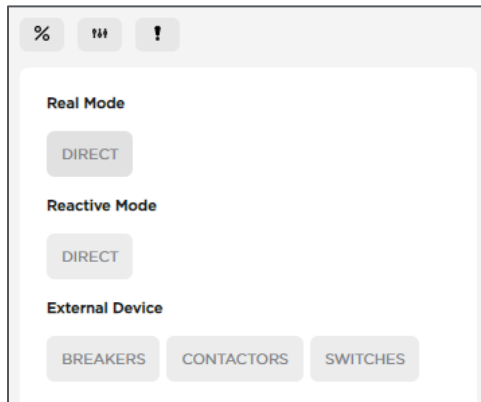 %
!
Real Mode
DIRECT
Reactive Mode
DIRECT
External Device
BREAKERS CONTACTORS SWITCHES